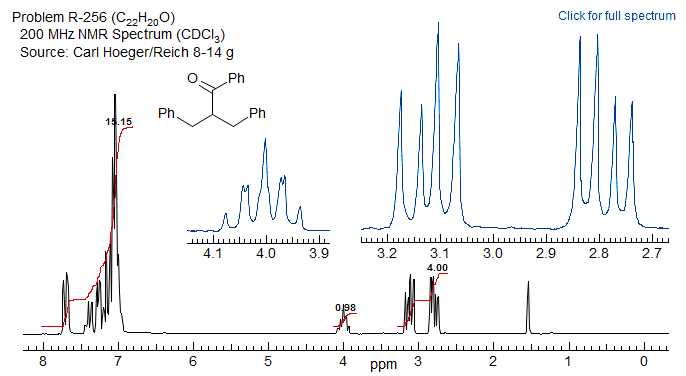 Problem R-256 (C₂₂H₂₀O)
Click for full spectrum
200 MHz NMR Spectrum (CDCl₃)
Source: Carl Hoeger/Reich 8-14 g
O
Ph
Ph
Ph
15.15
4.1 4.0 3.9
3.2 3.1 3.0 2.9 2.8 2.7
0.98
4.00
8 7 6 5 4 ppm 3 2 1 0